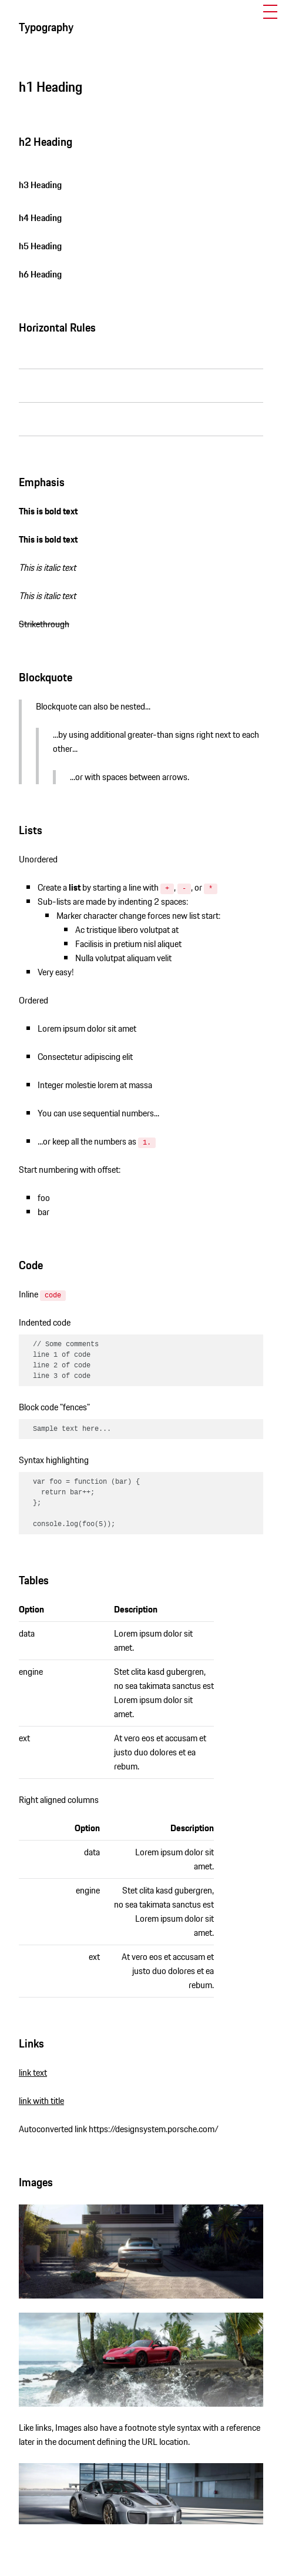 Typography
h1 Heading
h2 Heading
h3 Heading
h4 Heading
h5 Heading
h6 Heading
Horizontal Rules
Emphasis
This is bold text
This is bold text
This is italic text
This is italic text
Strikethrough
Blockquote
Blockquote can also be nested...
...by using additional greater-than signs right next to each
other...
...or with spaces between arrows.
Lists
Unordered
Create a list by starting a line with +, -, or *
Sub-lists are made by indenting 2 spaces:
Marker character change forces new list start:
Ac tristique libero volutpat at
Facilisis in pretium nisl aliquet
Nulla volutpat aliquam velit
Very easy!
Ordered
Lorem ipsum dolor sit amet
Consectetur adipiscing elit
Integer molestie lorem at massa
You can use sequential numbers...
...or keep all the numbers as 1.
Start numbering with offset:
foo
bar
Code
Inline code
Indented code
// Some comments
line 1 of code
line 2 of code
line 3 of code
Block code "fences"
Sample text here...
Syntax highlighting
var foo = function (bar) {
  return bar++;
};
console.log(foo(5));
Tables
Option Description
data Lorem ipsum dolor sit
amet.
engine Stet clita kasd gubergren,
no sea takimata sanctus est
Lorem ipsum dolor sit
amet.
ext At vero eos et accusam et
justo duo dolores et ea
rebum.
Right aligned columns
Option Description
data Lorem ipsum dolor sit
amet.
engine Stet clita kasd gubergren,
no sea takimata sanctus est
Lorem ipsum dolor sit
amet.
ext At vero eos et accusam et
justo duo dolores et ea
rebum.
Links
link text
link with title
Autoconverted link https://designsystem.porsche.com/
Images
Like links, Images also have a footnote style syntax with a reference
later in the document defining the URL location.